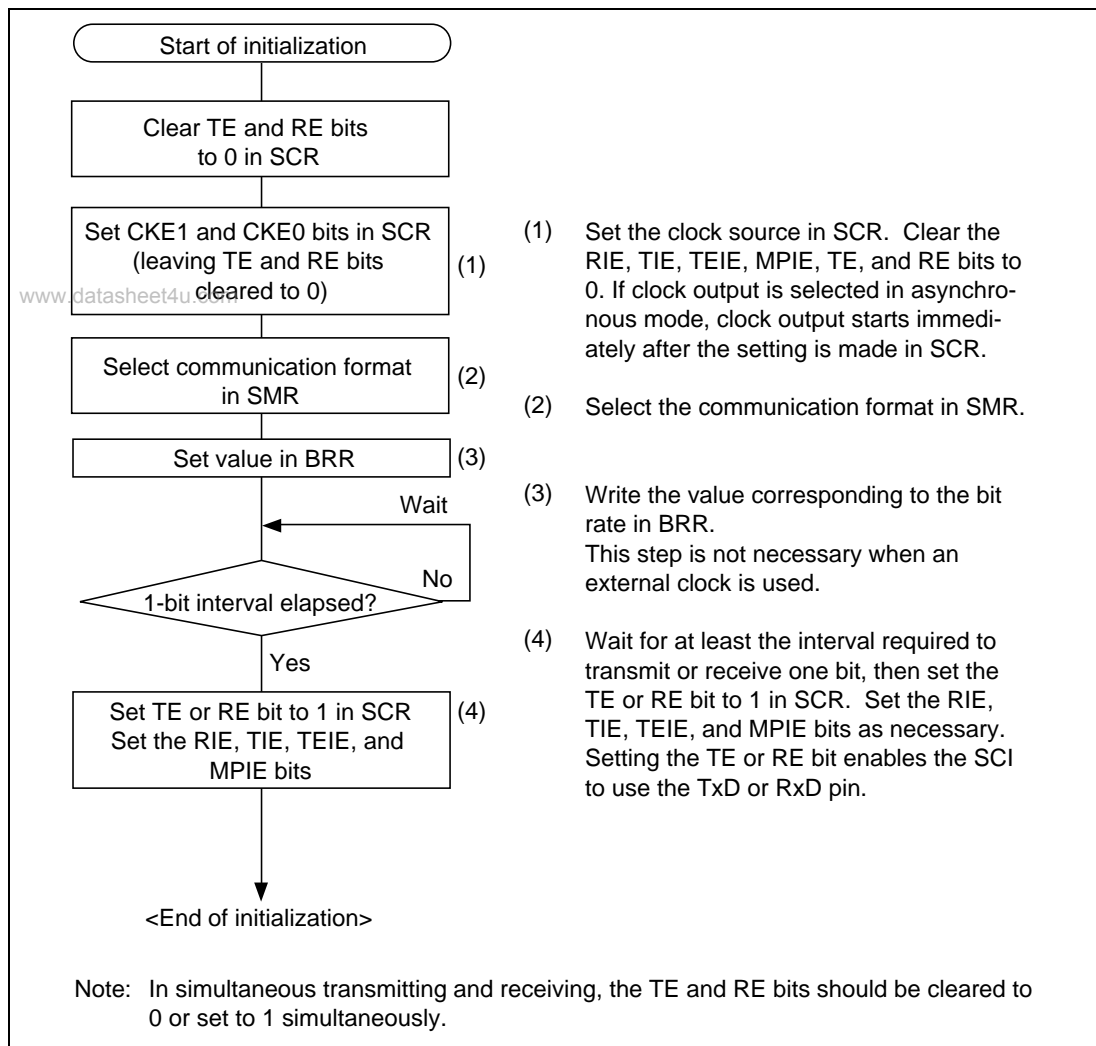 Start of initialization
Clear TE and RE bits
to 0 in SCR
Set CKE1 and CKE0 bits in SCR
(leaving TE and RE bits
cleared to 0)
(1)
www.datasheet4u.com
Select communication format
in SMR
(2)
Set value in BRR
(3)
Wait
No
1-bit interval elapsed?
Yes
Set TE or RE bit to 1 in SCR
Set the RIE, TIE, TEIE, and
MPIE bits
(4)
<End of initialization>
(1) Set the clock source in SCR. Clear the
RIE, TIE, TEIE, MPIE, TE, and RE bits to
0. If clock output is selected in asynchro-
nous mode, clock output starts immedi-
ately after the setting is made in SCR.
(2) Select the communication format in SMR.
(3) Write the value corresponding to the bit
rate in BRR.
This step is not necessary when an
external clock is used.
(4) Wait for at least the interval required to
transmit or receive one bit, then set the
TE or RE bit to 1 in SCR. Set the RIE,
TIE, TEIE, and MPIE bits as necessary.
Setting the TE or RE bit enables the SCI
to use the TxD or RxD pin.
Note: In simultaneous transmitting and receiving, the TE and RE bits should be cleared to
0 or set to 1 simultaneously.